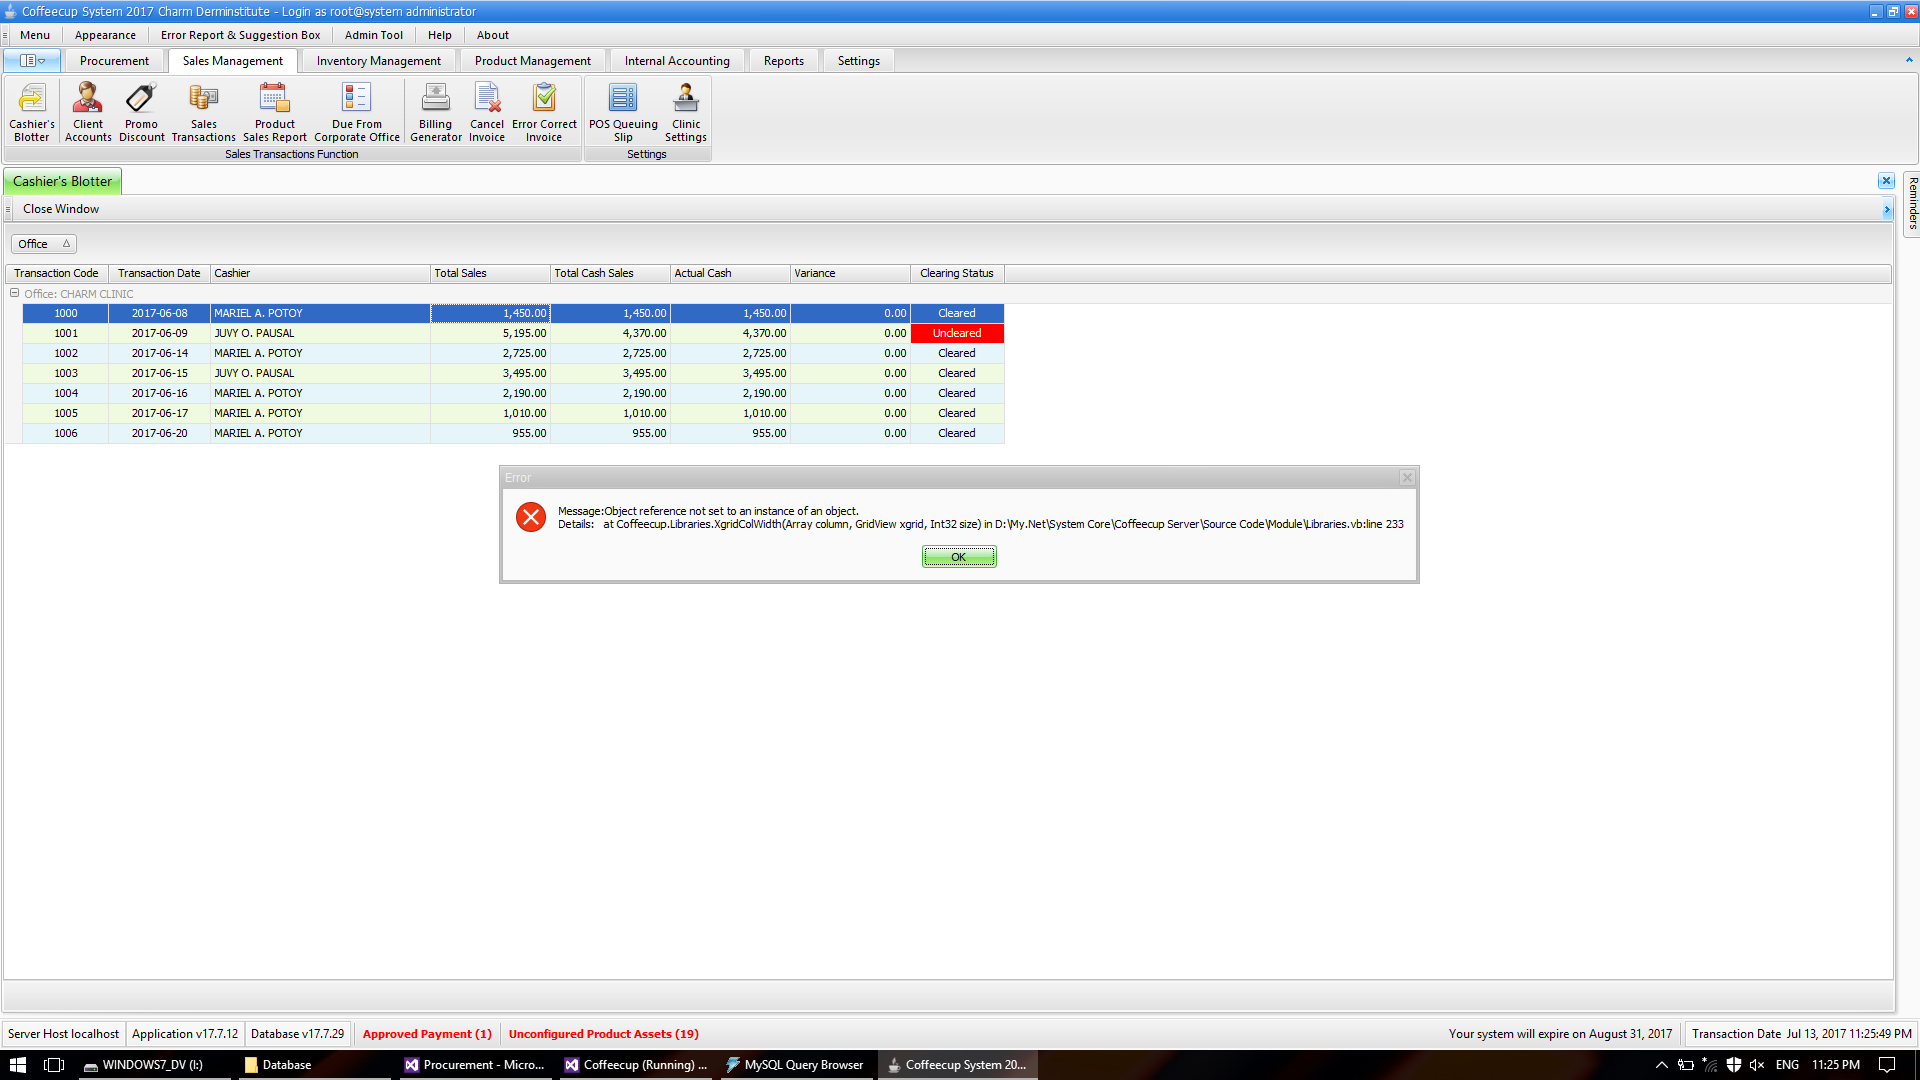 Coffeecup System 2017 Charm Derminstitute - Login as root@system administrator
Menu Appearance Error Report & Suggestion Box Admin Tool Help About
Procurement Sales Management Inventory Management Product Management Internal Accounting Reports Settings
Cashier's Blotter
Client Accounts
Promo Discount
Sales Transactions
Product Sales Report
Due From Corporate Office
Billing Generator
Cancel Invoice
Error Correct Invoice
POS Queuing Slip
Clinic Settings
Sales Transactions Function
Settings
Cashier's Blotter
Reminders
Close Window
Office
Transaction Code Transaction Date Cashier Total Sales Total Cash Sales Actual Cash Variance Clearing Status
Office: CHARM CLINIC
1000 2017-06-08 MARIEL A. POTOY 1,450.00 1,450.00 1,450.00 0.00 Cleared
1001 2017-06-09 JUVY O. PAUSAL 5,195.00 4,370.00 4,370.00 0.00 Uncleared
1002 2017-06-14 MARIEL A. POTOY 2,725.00 2,725.00 2,725.00 0.00 Cleared
1003 2017-06-15 JUVY O. PAUSAL 3,495.00 3,495.00 3,495.00 0.00 Cleared
1004 2017-06-16 MARIEL A. POTOY 2,190.00 2,190.00 2,190.00 0.00 Cleared
1005 2017-06-17 MARIEL A. POTOY 1,010.00 1,010.00 1,010.00 0.00 Cleared
1006 2017-06-20 MARIEL A. POTOY 955.00 955.00 955.00 0.00 Cleared
Error
Message:Object reference not set to an instance of an object.
Details: at Coffeecup.Libraries.XgridColWidth(Array column, GridView xgrid, Int32 size) in D:\My.Net\System Core\Coffeecup Server\Source Code\Module\Libraries.vb:line 233
OK
Server Host localhost Application v17.7.12 Database v17.7.29 Approved Payment (1) Unconfigured Product Assets (19) Your system will expire on August 31, 2017 Transaction Date Jul 13, 2017 11:25:49 PM
WINDOWS7_DV (I:) Database Procurement - Micro... Coffeecup (Running) ... MySQL Query Browser Coffeecup System 20... ENG 11:25 PM